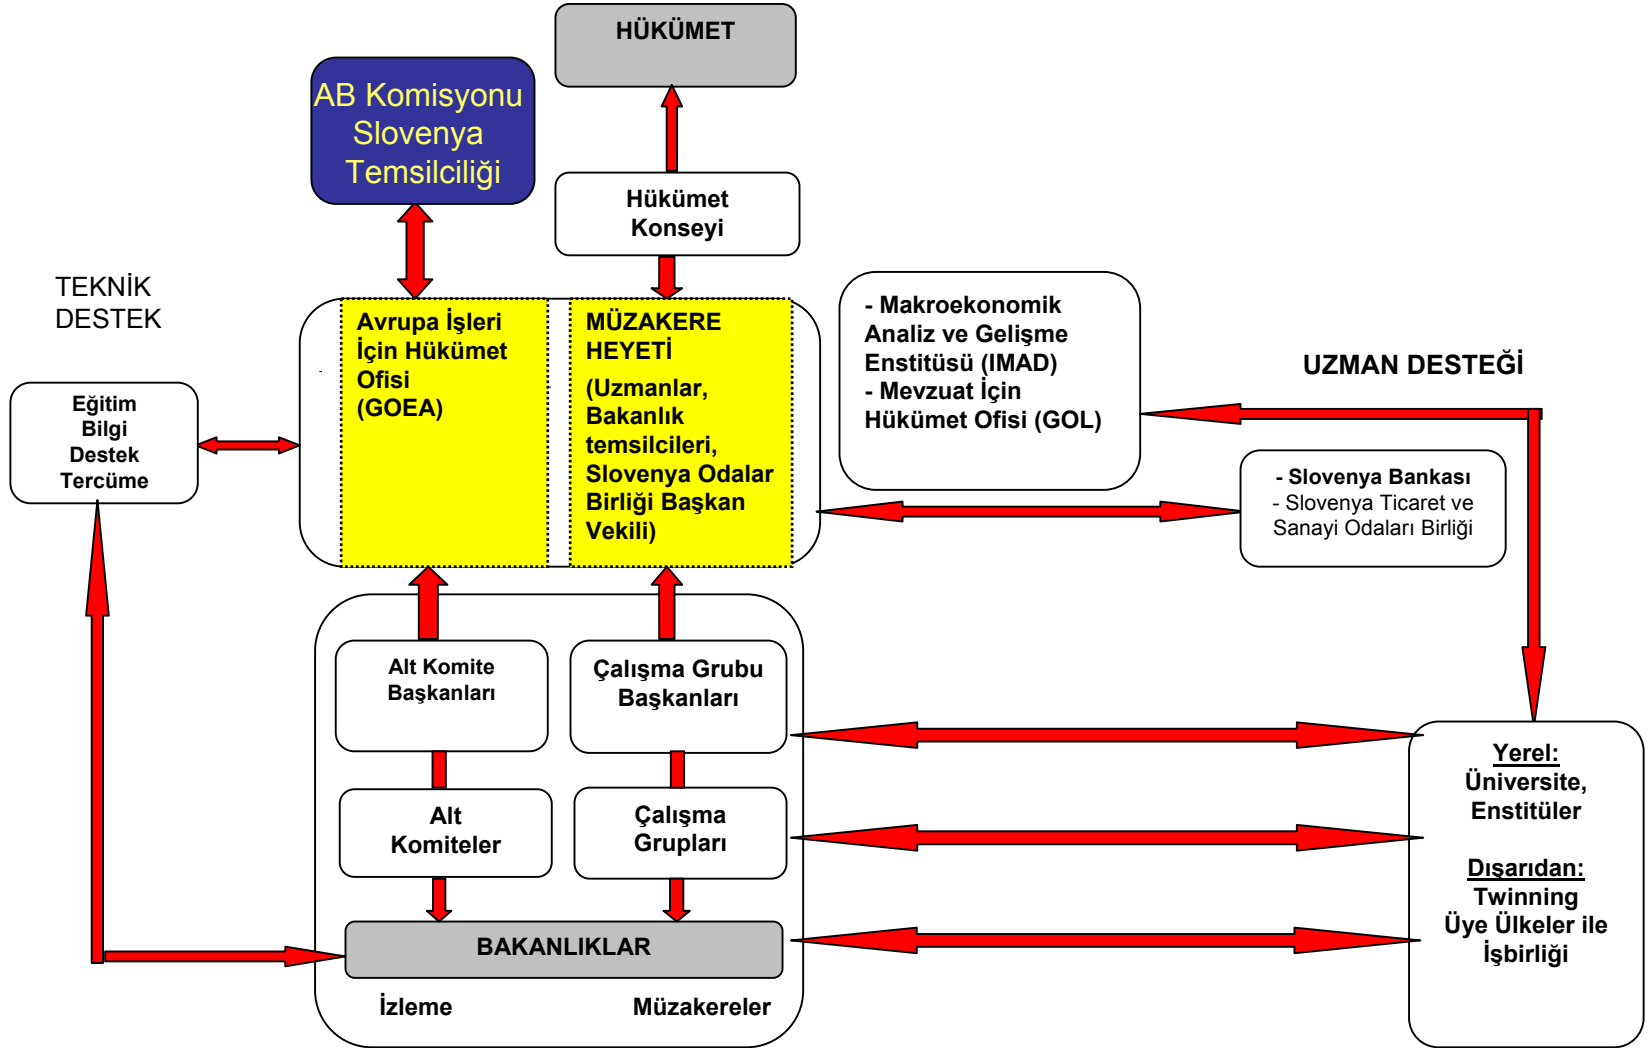 HÜKÜMET
AB Komisyonu
Slovenya
Temsilciliği
Hükümet
Konseyi
TEKNİK
DESTEK
Eğitim
Bilgi
Destek
Tercüme
Avrupa İşleri
İçin Hükümet
Ofisi
(GOEA)
MÜZAKERE
HEYETİ
(Uzmanlar,
Bakanlık
temsilcileri,
Slovenya Odalar
Birliği Başkan
Vekili)
- Makroekonomik
Analiz ve Gelişme
Enstitüsü (IMAD)
- Mevzuat İçin
Hükümet Ofisi (GOL)
UZMAN DESTEĞİ
- Slovenya Bankası
- Slovenya Ticaret ve
Sanayi Odaları Birliği
Alt Komite
Başkanları
Çalışma Grubu
Başkanları
Alt
Komiteler
Çalışma
Grupları
BAKANLIKLAR
İzleme
Müzakereler
Yerel:
Üniversite,
Enstitüler
Dışarıdan:
Twinning
Üye Ülkeler ile
İşbirliği